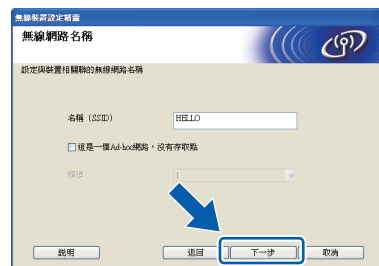 無線裝置設定精靈
無線網路名稱
設定與裝置相關聯的無線網路名稱
名稱 (SSID) HELLO
這是一個Ad-hoc網路，沒有存取點
頻道 1
說明 返回 下一步 取消